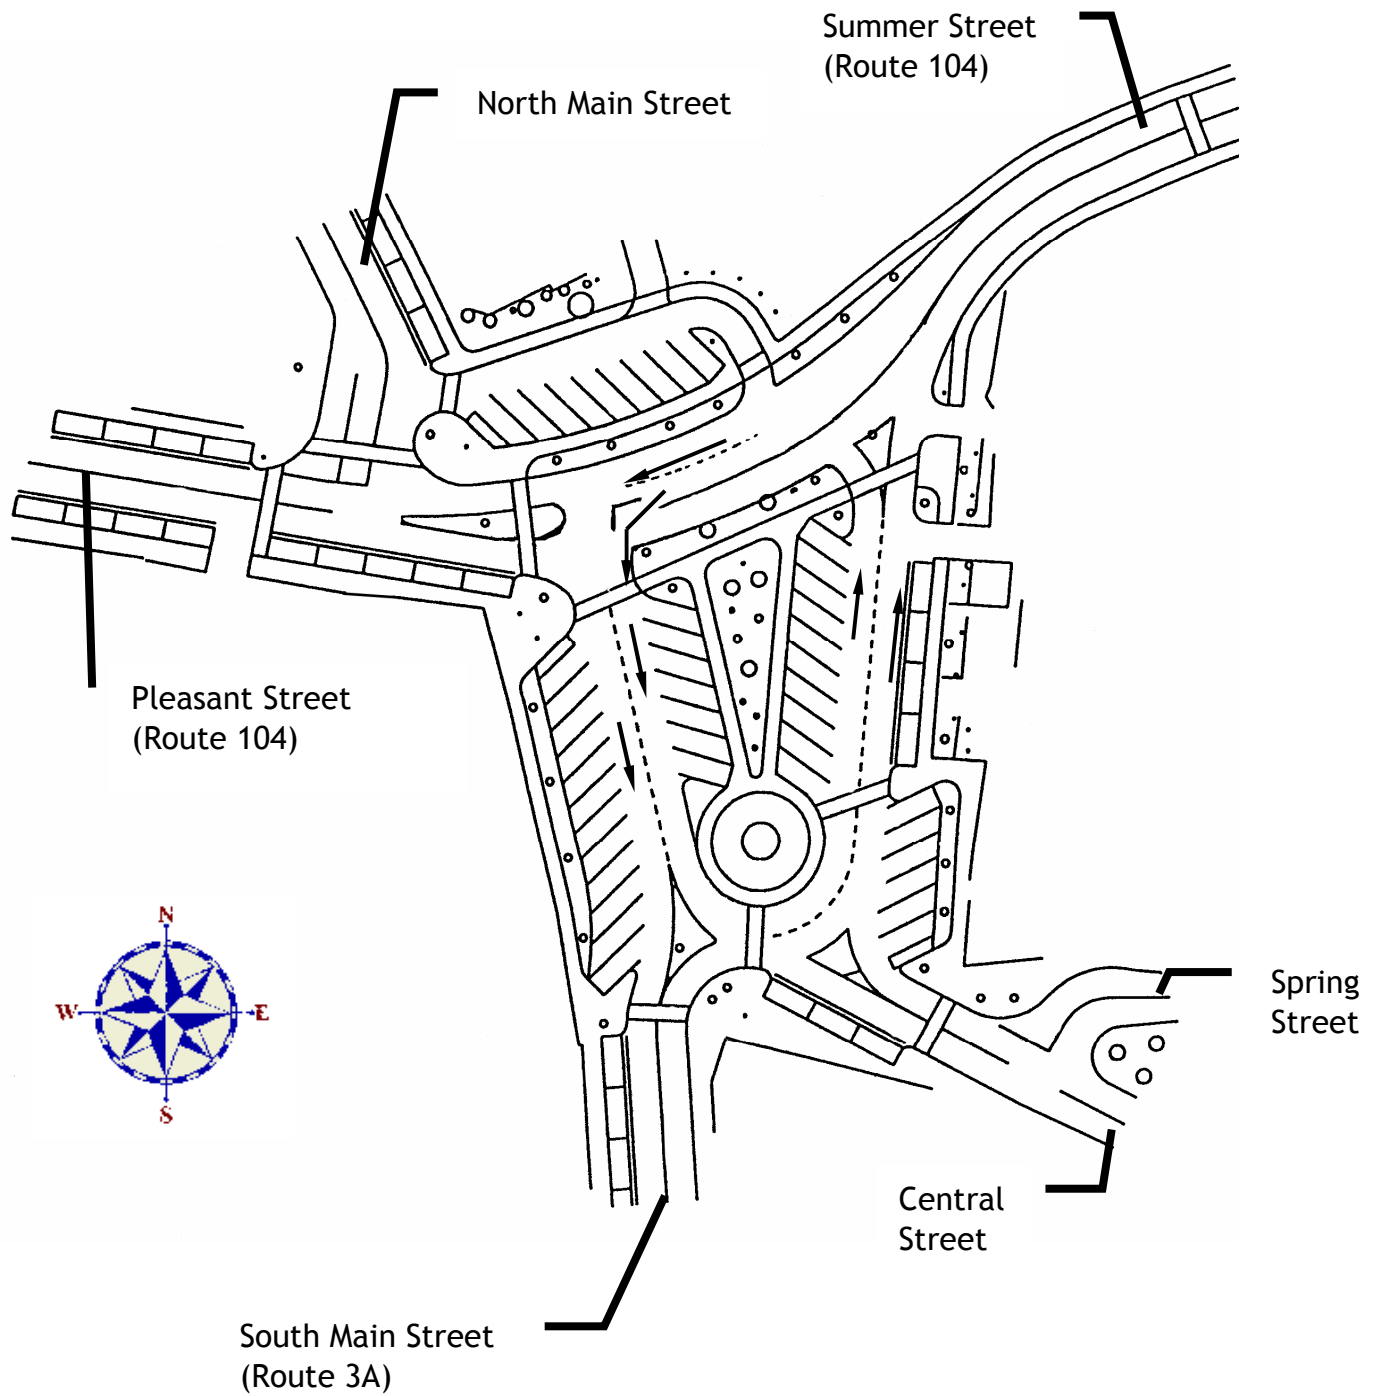 Summer Street
(Route 104)
North Main Street
Pleasant Street
(Route 104)
N
W
E
S
Spring
Street
Central
Street
South Main Street
(Route 3A)